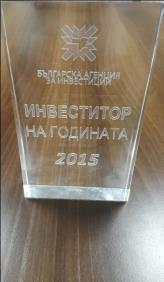 БЪЛГАРСКА АГЕНЦИЯ
ЗА ИНВЕСТИЦИИ
ИНВЕСТИТОР
НА ГОДИНАТА
2015